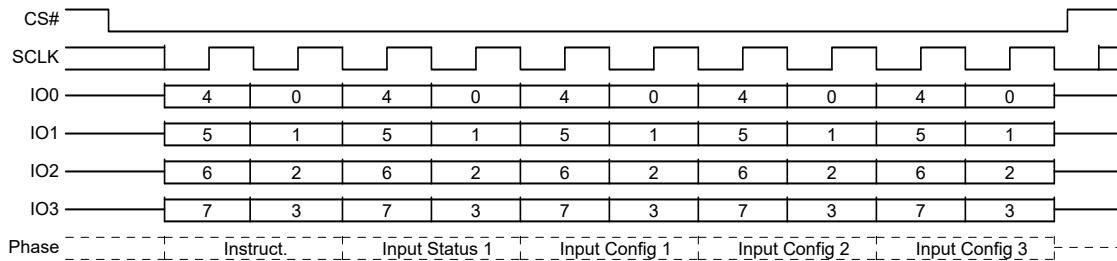 CS#
SCLK
IO0 4 0 4 0 4 0 4 0 4 0
IO1 5 1 5 1 5 1 5 1 5 1
IO2 6 2 6 2 6 2 6 2 6 2
IO3 7 3 7 3 7 3 7 3 7 3
Phase Instruct. Input Status 1 Input Config 1 Input Config 2 Input Config 3